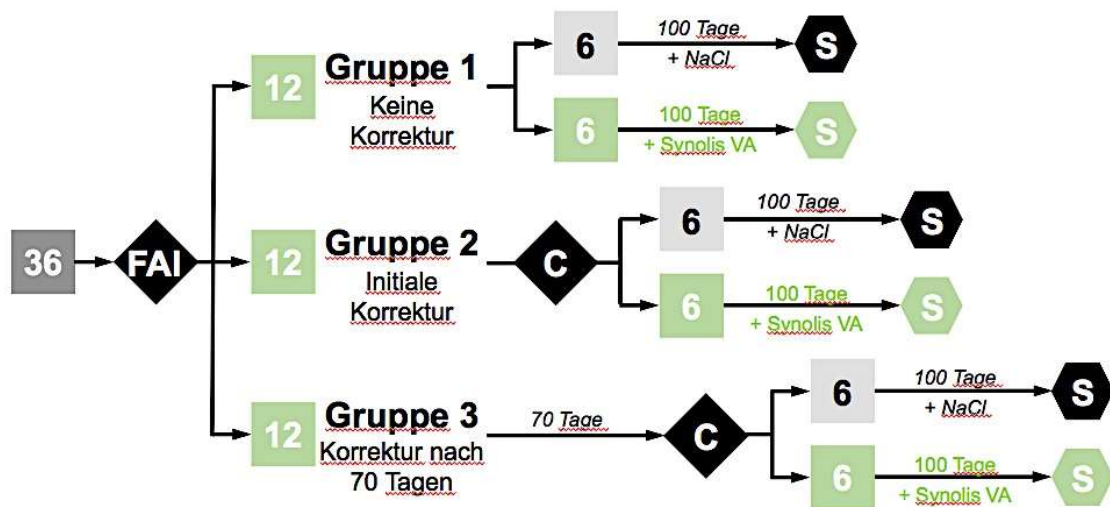 36
FAI
12
Gruppe 1
Keine
Korrektur
6
100 Tage
+ NaCl
S
6
100 Tage
+ Synolis VA
S
12
Gruppe 2
Initiale
Korrektur
C
6
100 Tage
+ NaCl
S
6
100 Tage
+ Synolis VA
S
12
Gruppe 3
Korrektur nach
70 Tagen
70 Tage
C
6
100 Tage
+ NaCl
S
6
100 Tage
+ Synolis VA
S